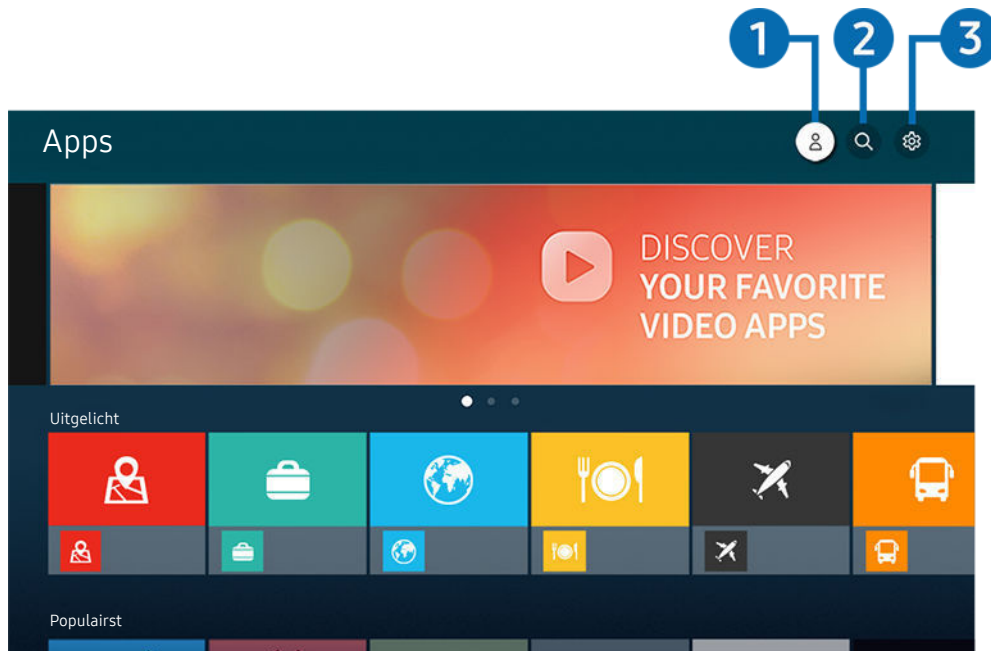 1 2 3
Apps
DISCOVER
YOUR FAVORITE
VIDEO APPS
Uitgelicht
Populairst